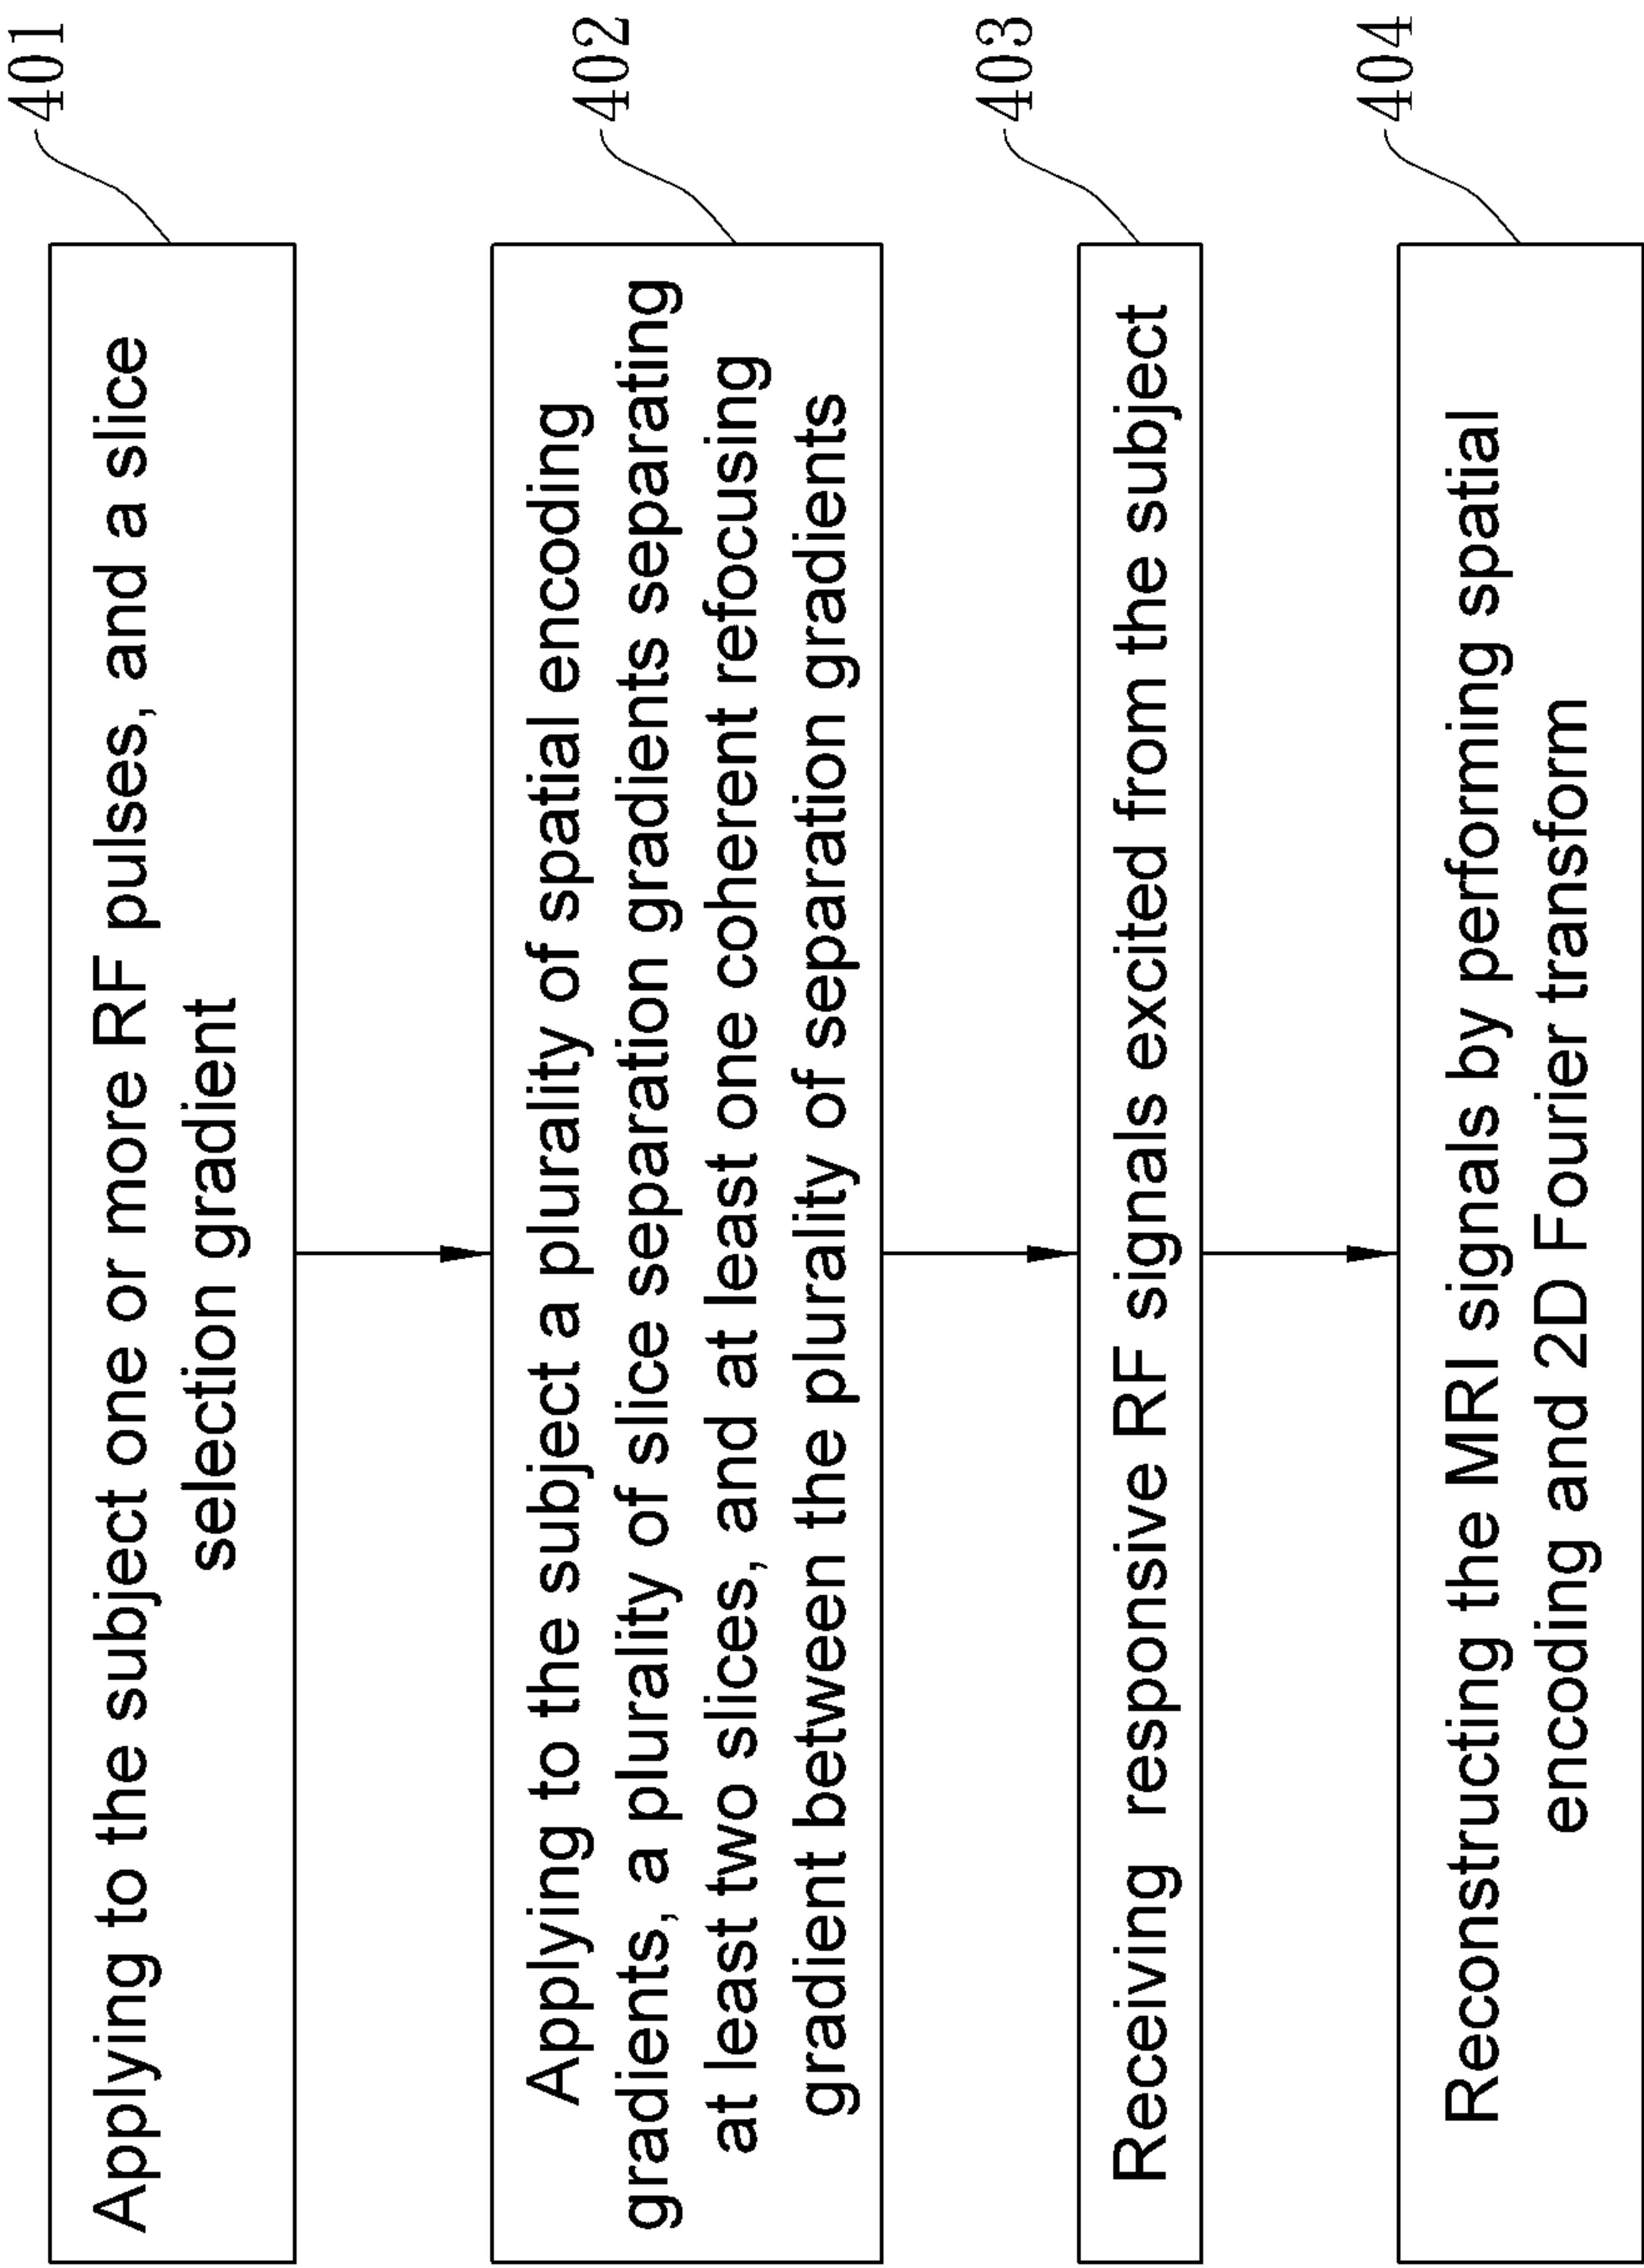 Applying to the subject one or more RF pulses, and a slice
selection gradient
401
Applying to the subject a plurality of spatial encoding
gradients, a plurality of slice separation gradients separating
at least two slices, and at least one coherent refocusing
gradient between the plurality of separation gradients
402
Receiving responsive RF signals excited from the subject
403
Reconstructing the MRI signals by performing spatial
encoding and 2D Fourier transform
404